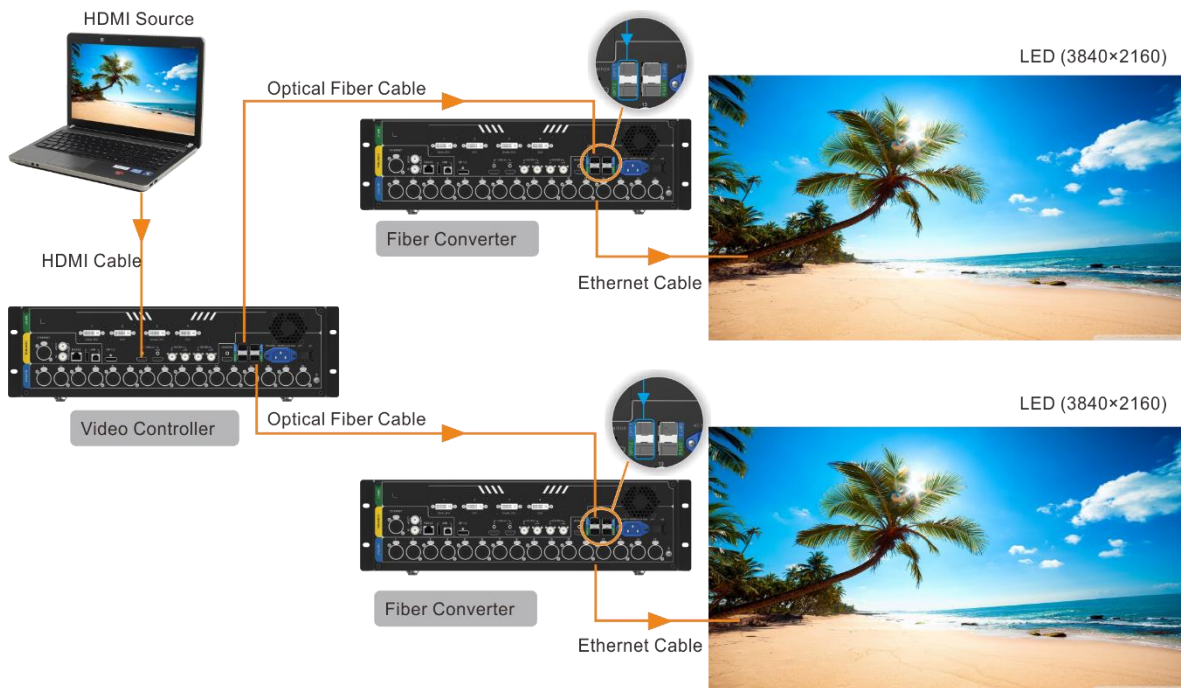 HDMI Source
LED (3840×2160)
Optical Fiber Cable
Fiber Converter
HDMI Cable
Ethernet Cable
LED (3840×2160)
Optical Fiber Cable
Video Controller
Fiber Converter
Ethernet Cable